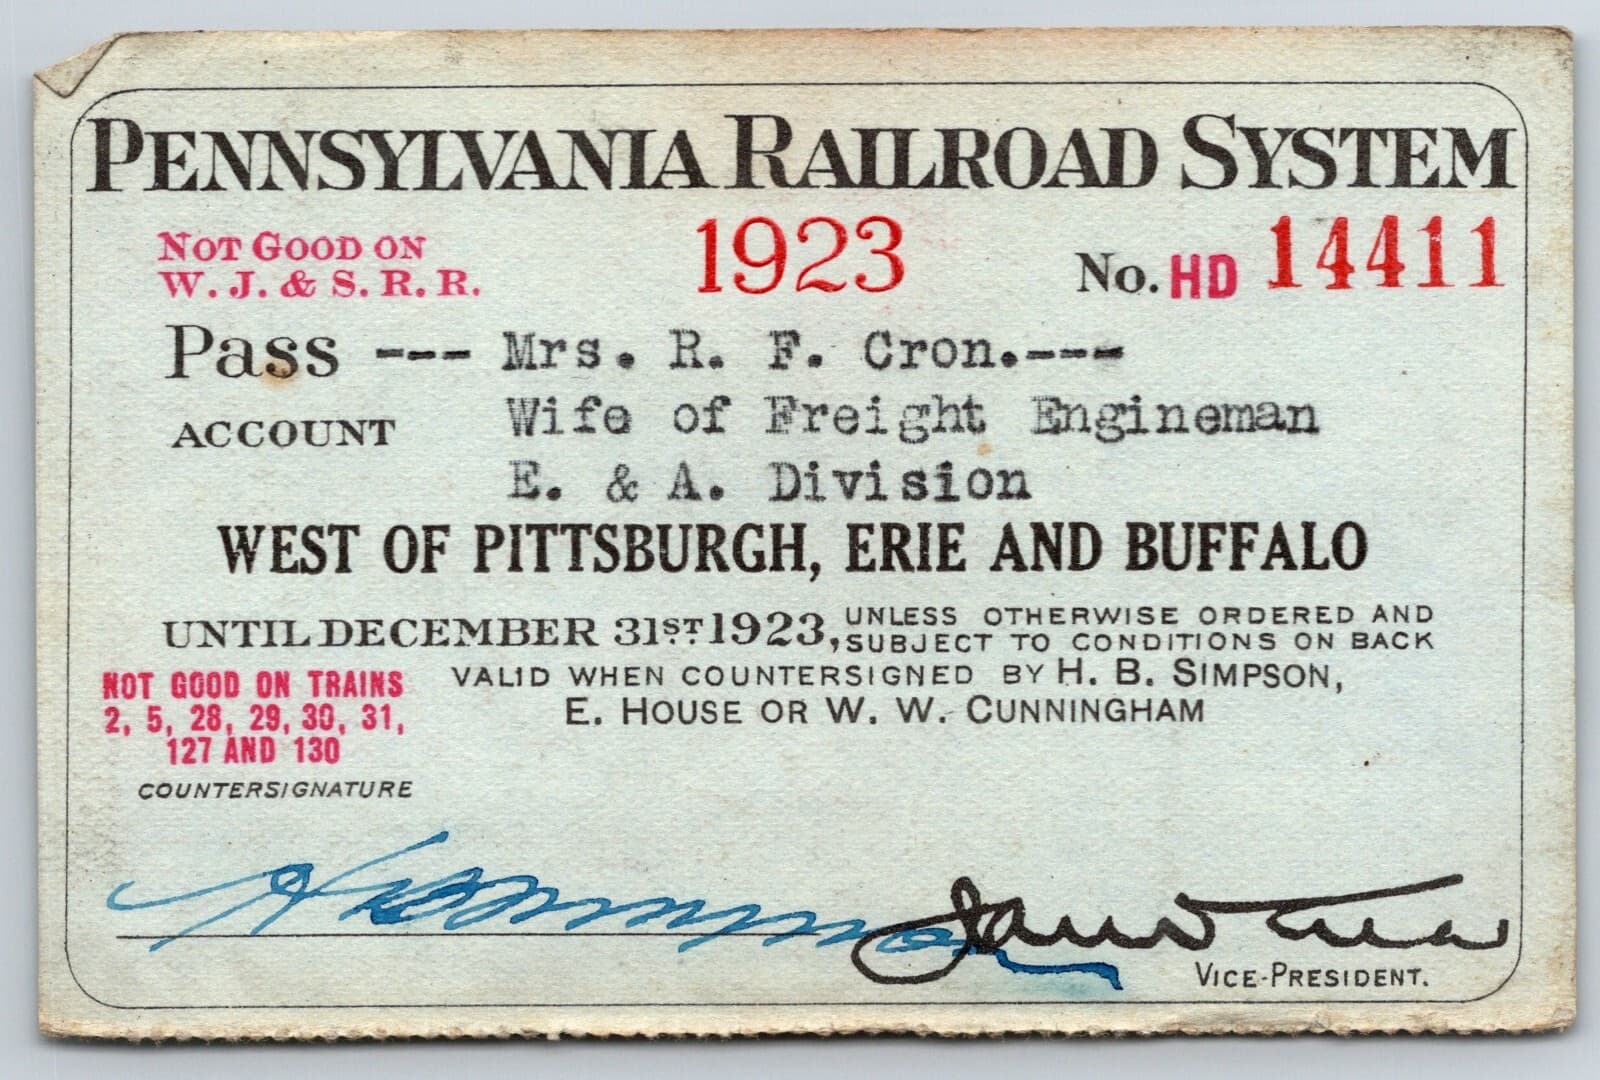 PENNSYLVANIA RAILROAD SYSTEM
NOT GOOD ON
W. J. & S. R. R.
1923
No. HD 14411
Pass --- Mrs. R. F. Cron.---
ACCOUNT Wife of Freight Engineman
E. & A. Division
WEST OF PITTSBURGH, ERIE AND BUFFALO
UNTIL DECEMBER 31ST 1923, UNLESS OTHERWISE ORDERED AND
SUBJECT TO CONDITIONS ON BACK
VALID WHEN COUNTERSIGNED BY H. B. SIMPSON,
E. HOUSE OR W. W. CUNNINGHAM
NOT GOOD ON TRAINS
2, 5, 28, 29, 30, 31,
127 AND 130
COUNTERSIGNATURE
VICE-PRESIDENT.